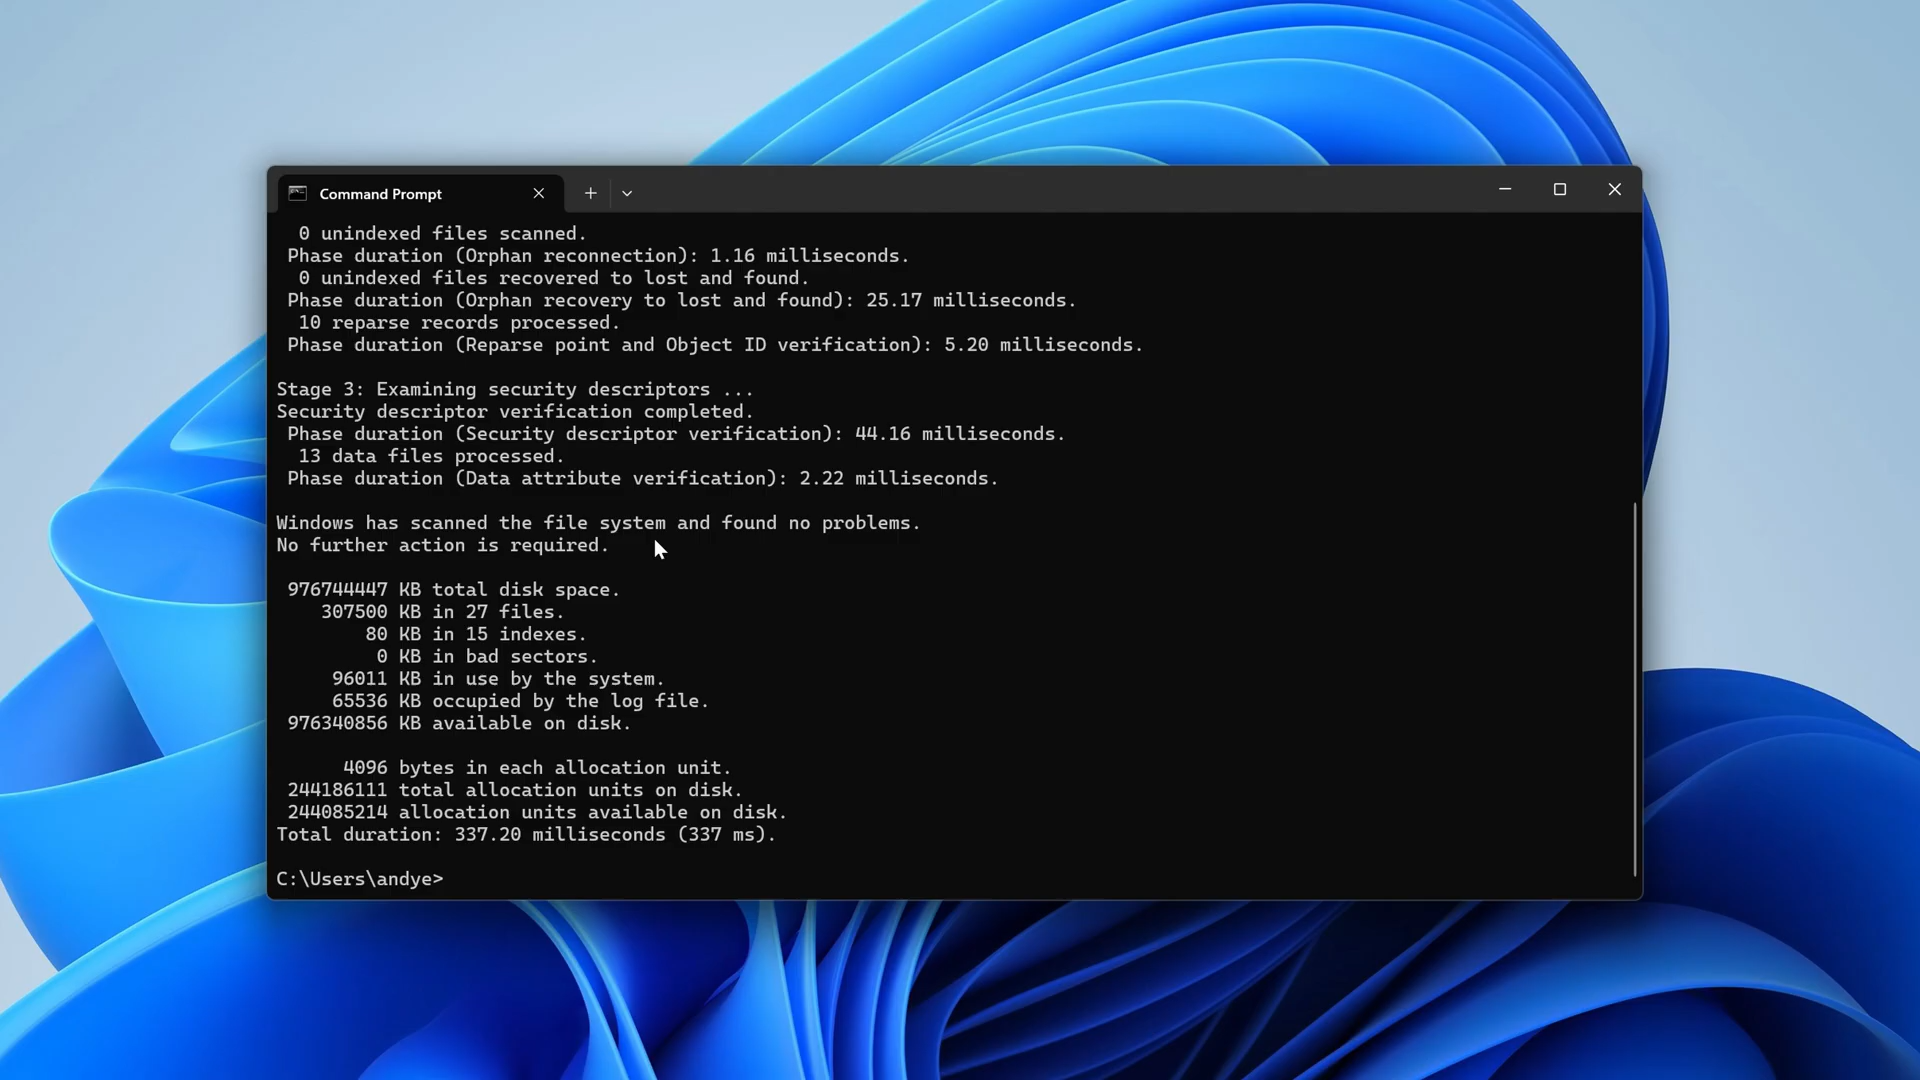 Command Prompt
0 unindexed files scanned.
Phase duration (Orphan reconnection): 1.16 milliseconds.
0 unindexed files recovered to lost and found.
Phase duration (Orphan recovery to lost and found): 25.17 milliseconds.
10 reparse records processed.
Phase duration (Reparse point and Object ID verification): 5.20 milliseconds.
Stage 3: Examining security descriptors ...
Security descriptor verification completed.
Phase duration (Security descriptor verification): 44.16 milliseconds.
13 data files processed.
Phase duration (Data attribute verification): 2.22 milliseconds.
Windows has scanned the file system and found no problems.
No further action is required.
976744447 KB total disk space.
307500 KB in 27 files.
80 KB in 15 indexes.
0 KB in bad sectors.
96011 KB in use by the system.
65536 KB occupied by the log file.
976340856 KB available on disk.
4096 bytes in each allocation unit.
244186111 total allocation units on disk.
244085214 allocation units available on disk.
Total duration: 337.20 milliseconds (337 ms).
C:\Users\andye>